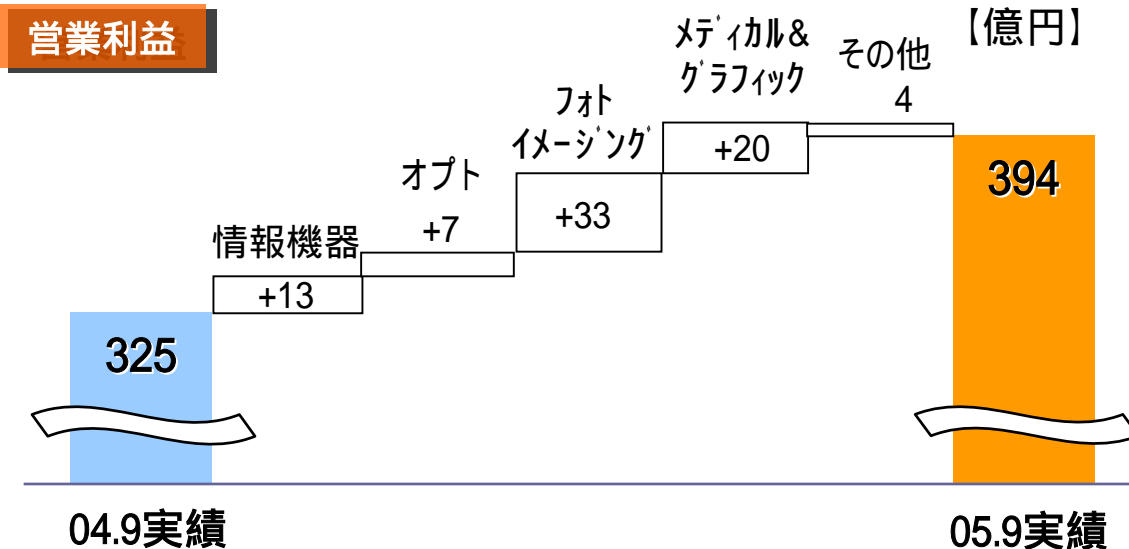 営業利益
【億円】
メディカル&
グラフィック
その他
4
フォト
イメージング
+20
オプト
+7
+33
394
情報機器
+13
325
04.9実績
05.9実績